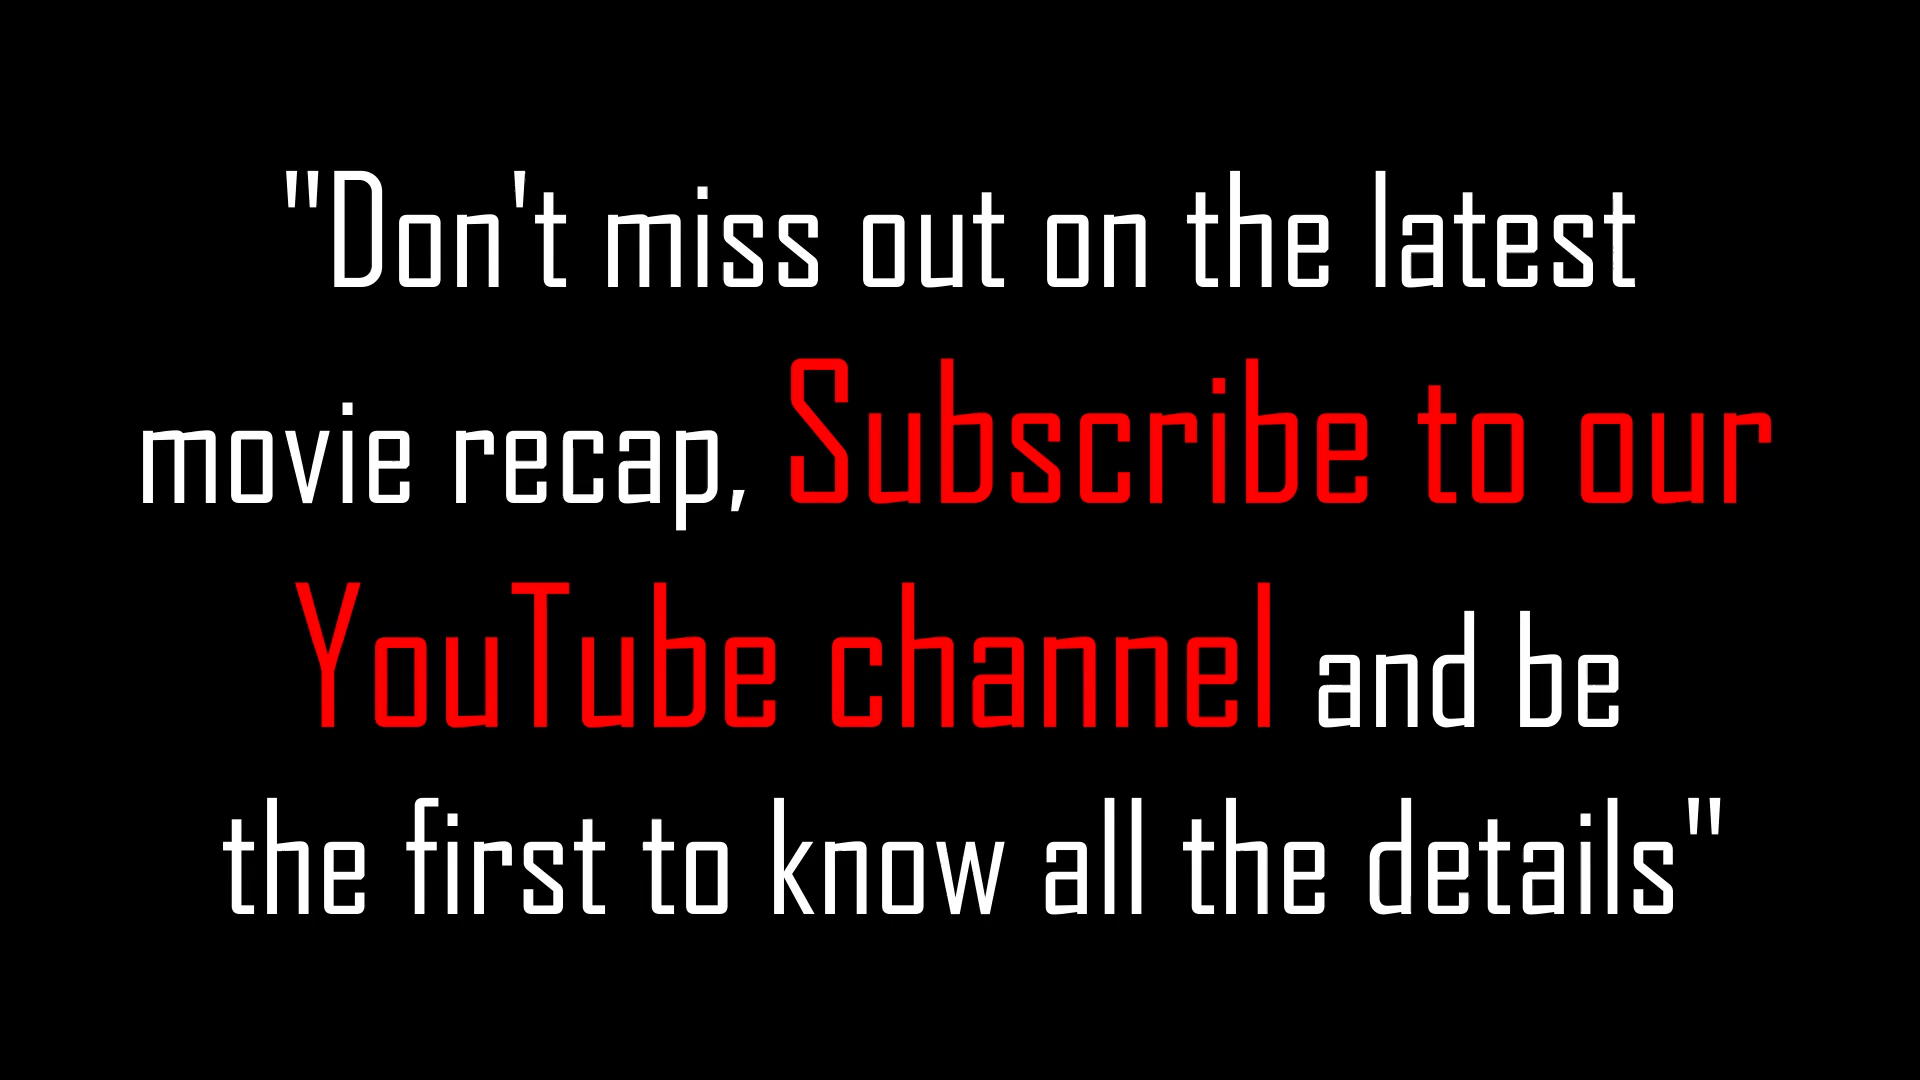 "Don't miss out on the latest
movie recap, Subscribe to our
YouTube channel and be
the first to know all the details"